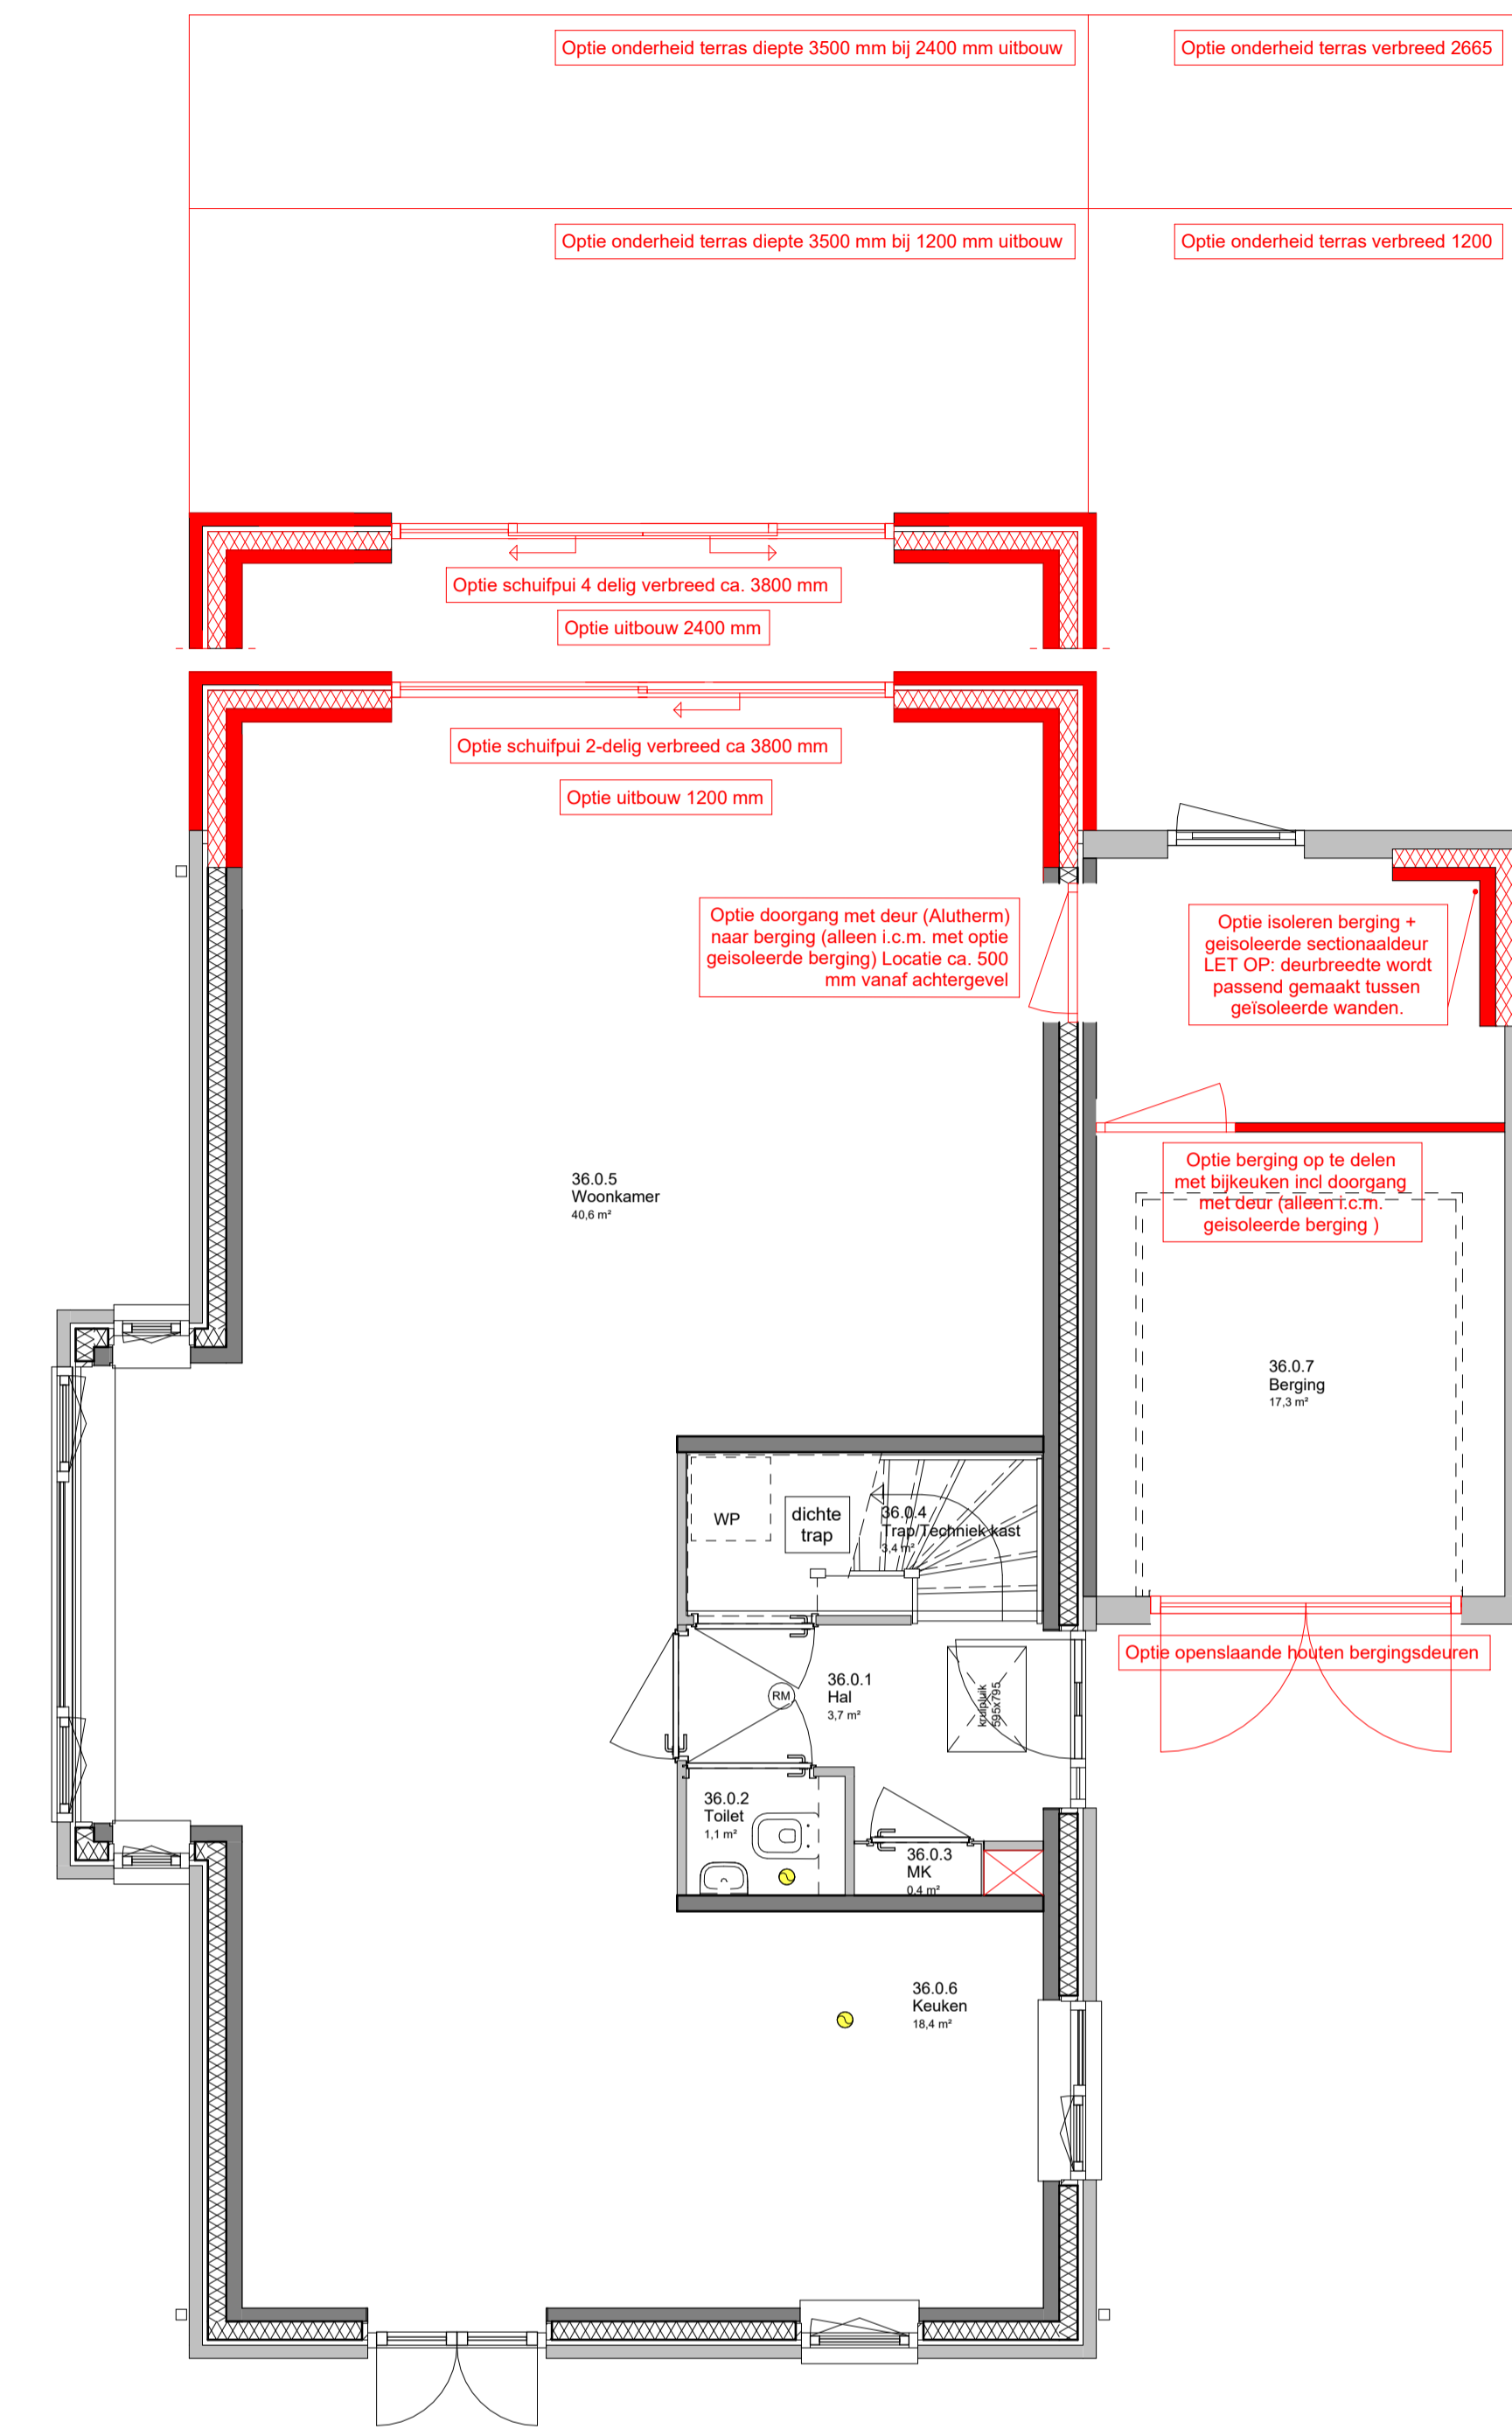 Optie onderheid terras diepte 3500 mm bij 2400 mm uitbouw
Optie onderheid terras verbreed 2665
Optie onderheid terras diepte 3500 mm bij 1200 mm uitbouw
Optie onderheid terras verbreed 1200
Optie schuifpui 4 delig verbreed ca. 3800 mm
Optie uitbouw 2400 mm
Optie schuifpui 2-delig verbreed ca 3800 mm
Optie uitbouw 1200 mm
Optie doorgang met deur (Alutherm)
naar berging (alleen i.c.m. met optie
geisoleerde berging) Locatie ca. 500
mm vanaf achtergevel
Optie isoleren berging +
geisoleerde sectionaaldeur
LET OP: deurbreedte wordt
passend gemaakt tussen
geïsoleerde wanden.
Optie berging op te delen
met bijkeuken incl doorgang
met deur (alleen i.c.m.
geisoleerde berging )
36.0.5
Woonkamer
40,6 m²
36.0.7
Berging
17,3 m²
WP
dichte
trap
36.0.4
Trap/Techniek kast
3,4 m²
Optie openslaande houten bergingsdeuren
36.0.1
Hal
3,7 m²
RM
kruipluik
595x795
36.0.2
Toilet
1,1 m²
36.0.3
MK
0,4 m²
36.0.6
Keuken
18,4 m²